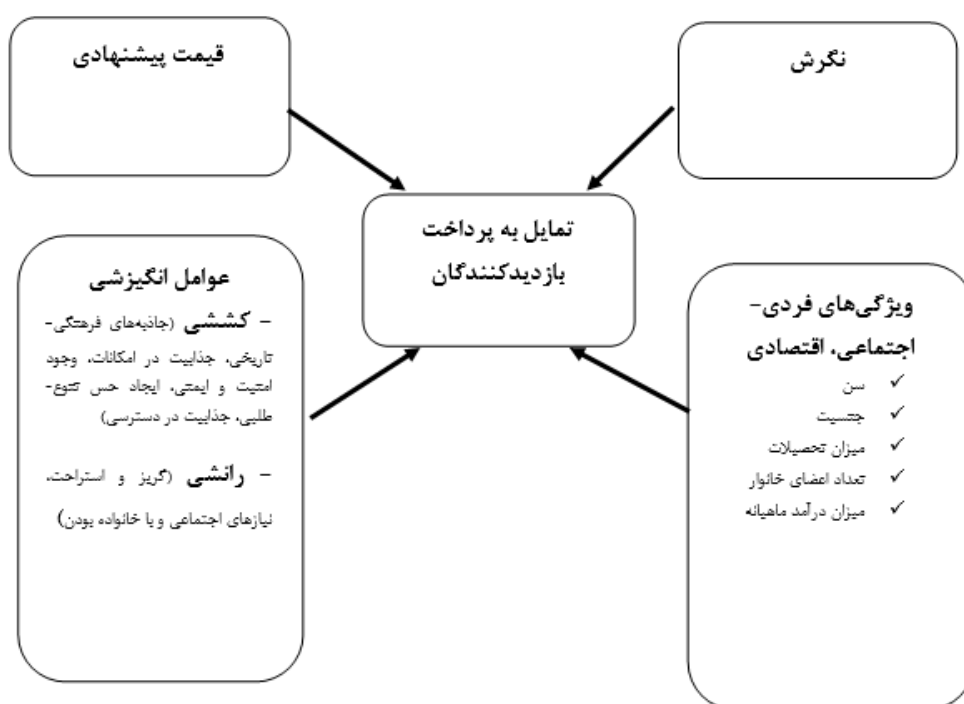 نگرش
قیمت پیشنهادی
تمایل به پرداخت
بازدیدکنندگان
ویژگی‌های فردی-
اجتماعی، اقتصادی
✓ سن
✓ جنسیت
✓ میزان تحصیلات
✓ تعداد اعضای خانوار
✓ میزان درآمد ماهیانه
عوامل انگیزشی
- کششی (جاذبه‌های فرهنگی-
تاریخی، جذابیت در امکانات، وجود
امنیت و ایمنی، ایجاد حس تنوع-
طلبی، جذابیت در دسترسی)
- رانشی (گریز و استراحت،
نیازهای اجتماعی و با خانواده بودن)